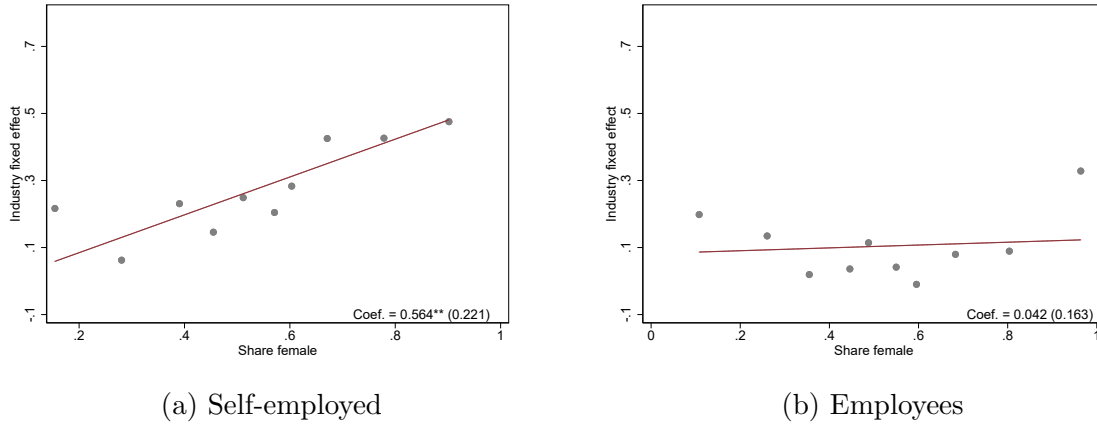 .7
.5
.3
.1
-.1
Industry fixed effect
Coef. = 0.564** (0.221)
.2
.4
.6
.8
1
Share female
(a) Self-employed
.7
.5
.3
.1
-.1
Industry fixed effect
Coef. = 0.042 (0.163)
0
.2
.4
.6
.8
1
Share female
(b) Employees